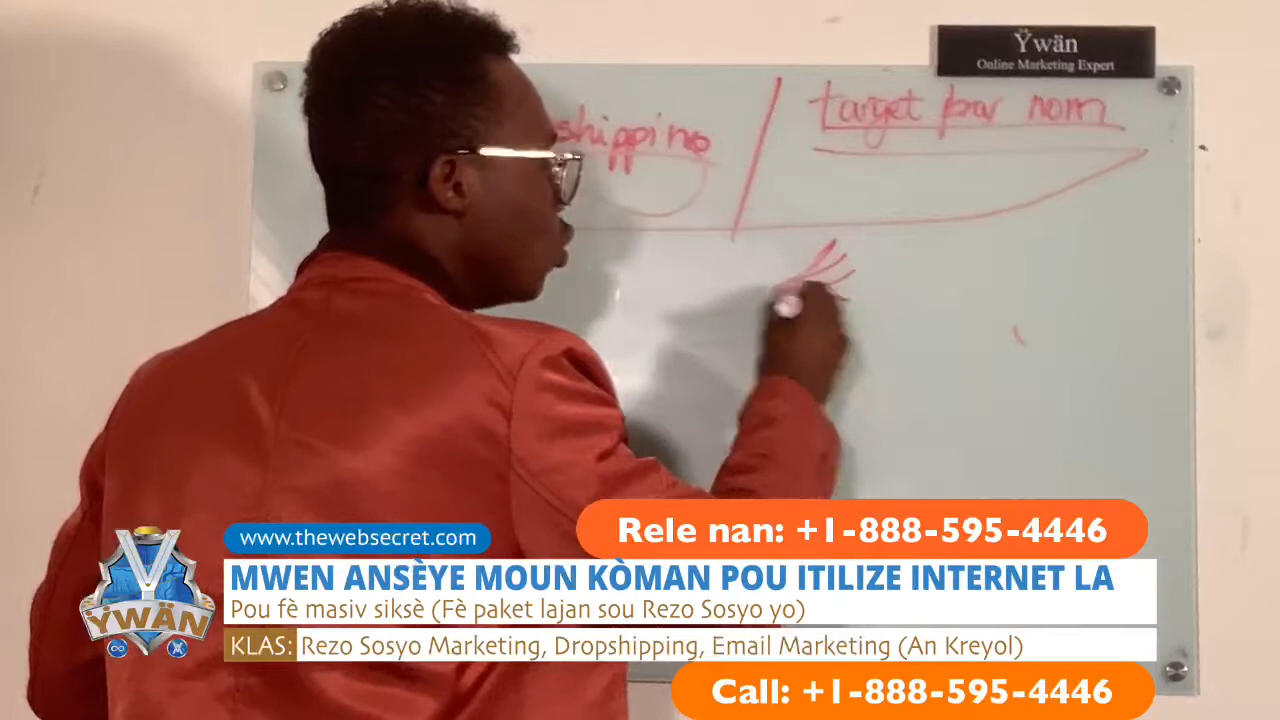 Ÿwän
Online Marketing Expert
target par nom
shipping
Rele nan: +1-888-595-4446
www.thewebsecret.com
MWEN ANSÈYE MOUN KÒMAN POU ITILIZE INTERNET LA
Pou fè masiv siksè (Fè paket lajan sou Rezo Sosyo yo)
KLAS: Rezo Sosyo Marketing, Dropshipping, Email Marketing (An Kreyol)
ŸWÄN
Call: +1-888-595-4446